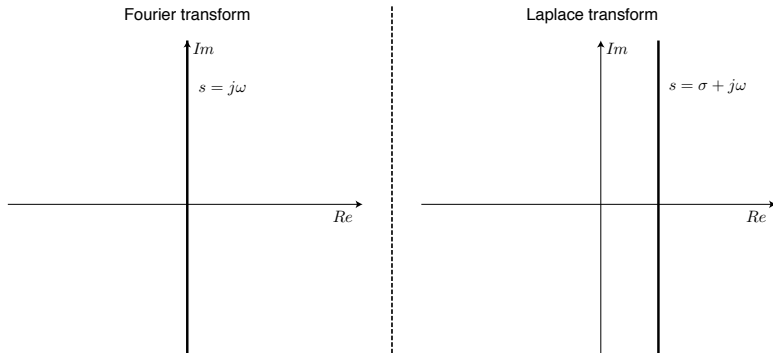 Fourier transform
Im
s = jω
Re
Laplace transform
Im
s = σ + jω
Re